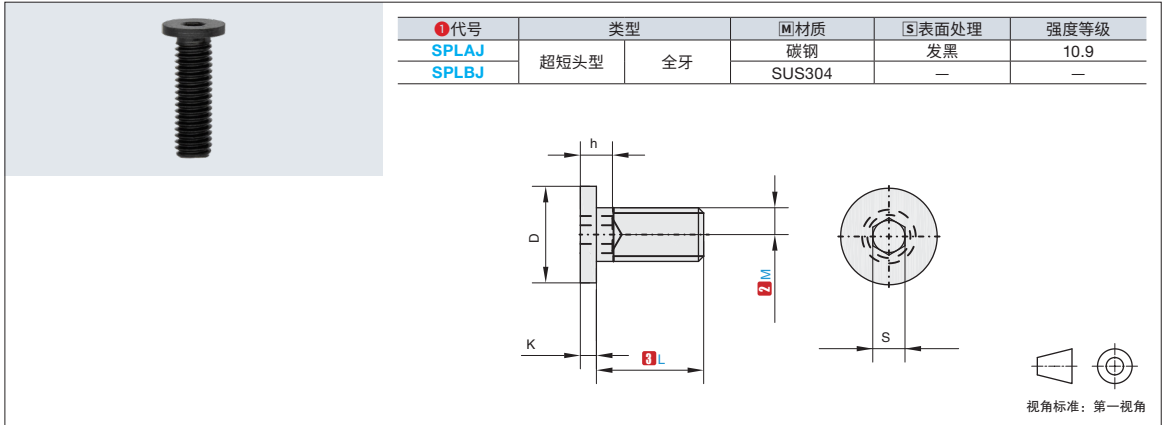 ❶代号 类型 M材质 S表面处理 强度等级
SPLAJ 超短头型 全牙 碳钢 发黑 10.9
SPLBJ SUS304 — —
h
D
2 M
K
3 L
S
视角标准：第一视角